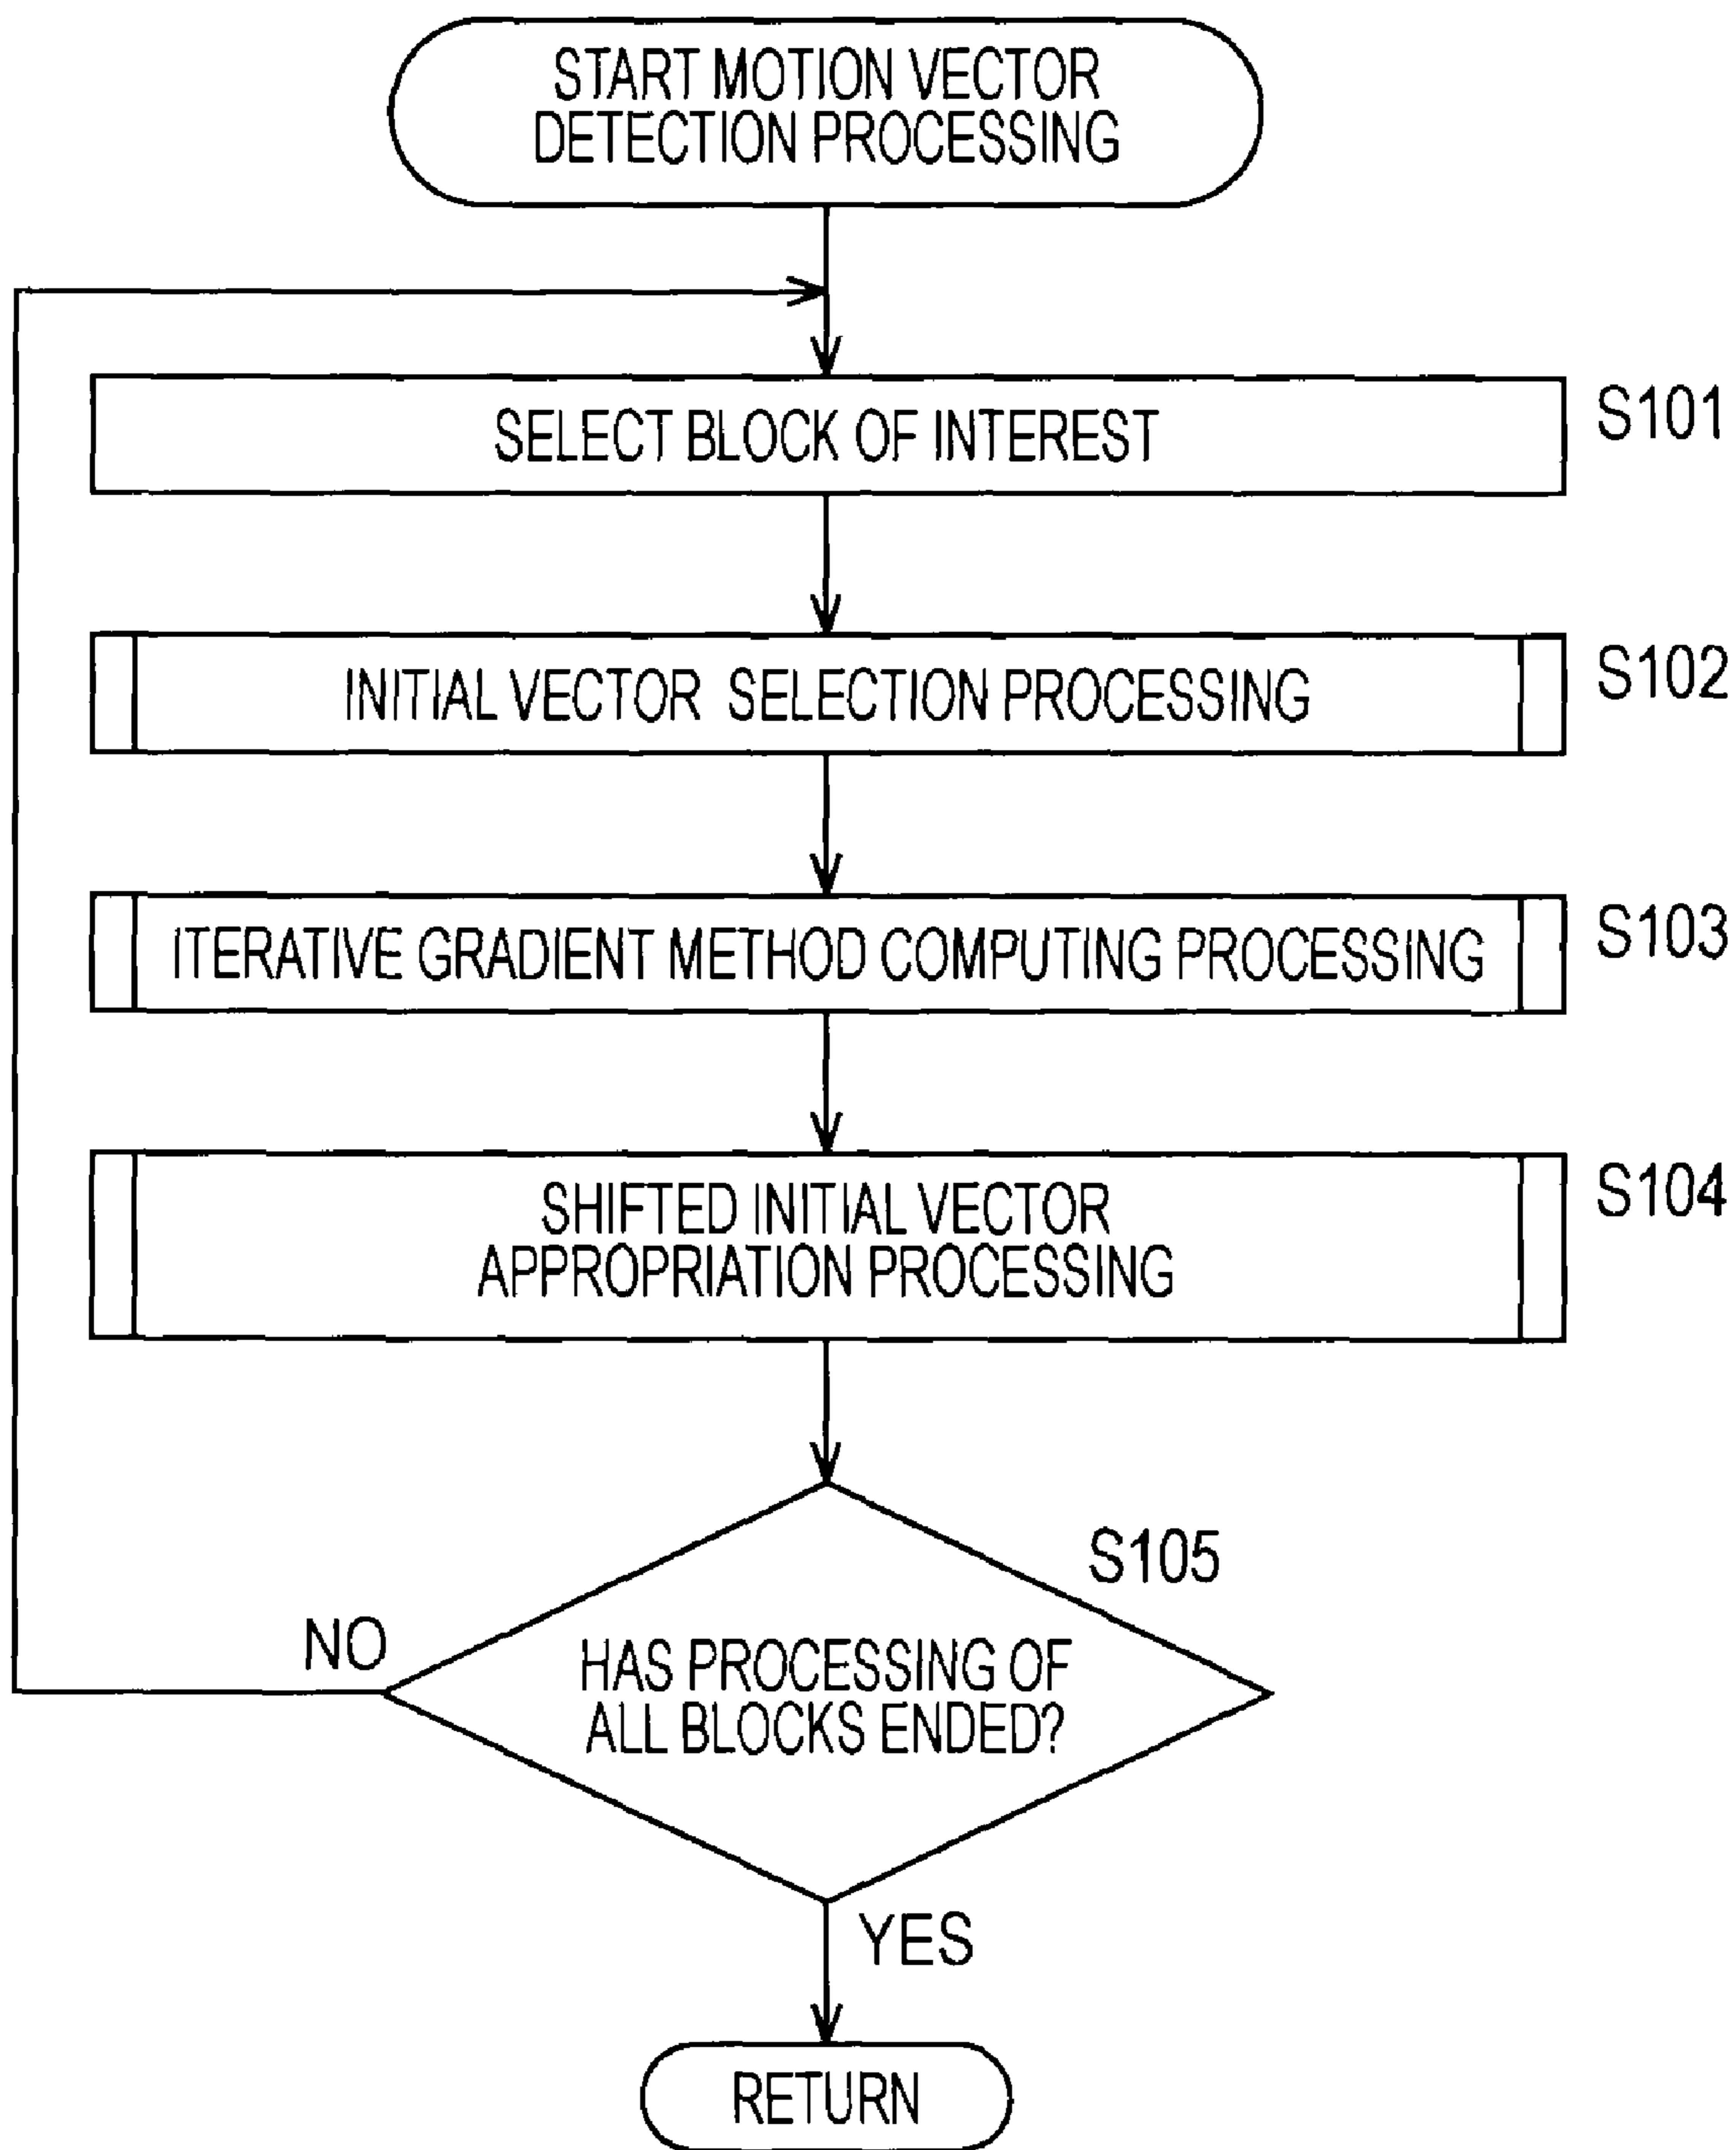 START MOTION VECTOR
DETECTION PROCESSING
SELECT BLOCK OF INTEREST
S101
INITIAL VECTOR SELECTION PROCESSING
S102
ITERATIVE GRADIENT METHOD COMPUTING PROCESSING
S103
SHIFTED INITIAL VECTOR
APPROPRIATION PROCESSING
S104
S105
NO
HAS PROCESSING OF
ALL BLOCKS ENDED?
YES
RETURN